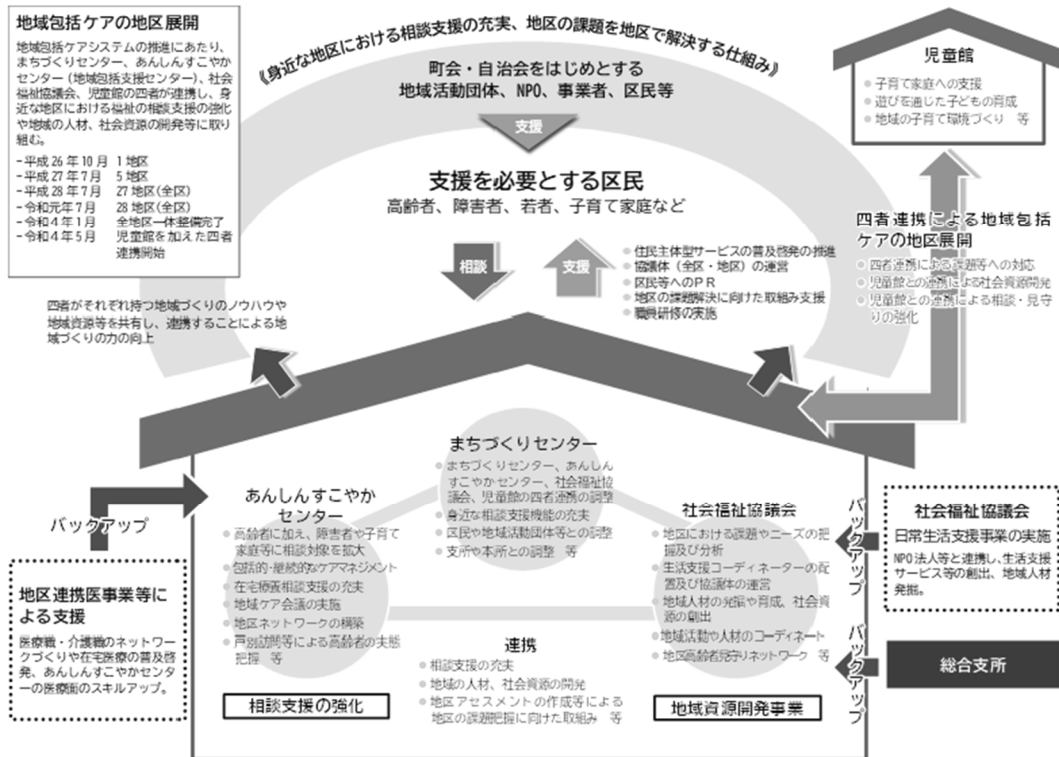 地域包括ケアの地区展開
地域包括ケアシステムの推進にあたり、
まちづくりセンター、あんしんすこやか
センター(地域包括支援センター)、社会
福祉協議会、児童館の四者が連携し、身
近な地区における福祉の相談支援の強化
や地域の人材、社会資源の開発等に取り
組む。
-平成26年10月 1地区
-平成27年7月 5地区
-平成28年7月 27地区(全区)
-令和元年7月 28地区(全区)
-令和4年1月 全地区一体整備完了
-令和4年5月 児童館を加えた四者
連携開始
《身近な地区における相談支援の充実、地区の課題を地区で解決する仕組み》
町会・自治会をはじめとする
地域活動団体、NPO、事業者、区民等
支援
支援を必要とする区民
高齢者、障害者、若者、子育て家庭など
相談
支援
住民主体型サービスの普及啓発の推進
協議体(全区・地区)の運営
区民等へのPR
地区の課題解決に向けた取組み支援
職員研修の実施
児童館
子育て家庭への支援
遊びを通じた子どもの育成
地域の子育て環境づくり 等
四者連携による地域包括
ケアの地区展開
四者連携による課題等への対応
児童館との連携による社会資源開発
児童館との連携による相談・見守
りの強化
四者がそれぞれ持つ地域づくりのノウハウや
地域資源等を共有し、連携することによる地
域づくりの力の向上
まちづくりセンター
まちづくりセンター、あんしん
すこやかセンター、社会福祉協
議会、児童館の四者連携の調整
身近な相談支援機能の充実
区民や地域活動団体等との調整
支所や本所との調整 等
あんしんすこやか
センター
高齢者に加え、障害者や子育て
家庭等に相談対象を拡大
包括的・継続的なケアマネジメント
在宅療養相談支援の充実
地域ケア会議の実施
地区ネットワークの構築
戸別訪問等による高齢者の実態
把握 等
相談支援の強化
社会福祉協議会
地区における課題やニーズの把
握及び分析
生活支援コーディネーターの配
置及び協議体の運営
地域人材の発掘や育成、社会資
源の創出
地域活動や人材のコーディネート
地区高齢者見守りネットワーク 等
地域資源開発事業
連携
相談支援の充実
地域の人材、社会資源の開発
地区アセスメントの作成等による
地区の課題把握に向けた取組み 等
バックアップ
地区連携医事業等に
よる支援
医療職・介護職のネットワー
クづくりや在宅医療の普及啓
発、あんしんすこやかセンタ
ーの医療面のスキルアップ。
バックアップ
社会福祉協議会
日常生活支援事業の実施
NPO法人等と連携し、生活支援
サービス等の創出、地域人材
発掘。
バックアップ
総合支所